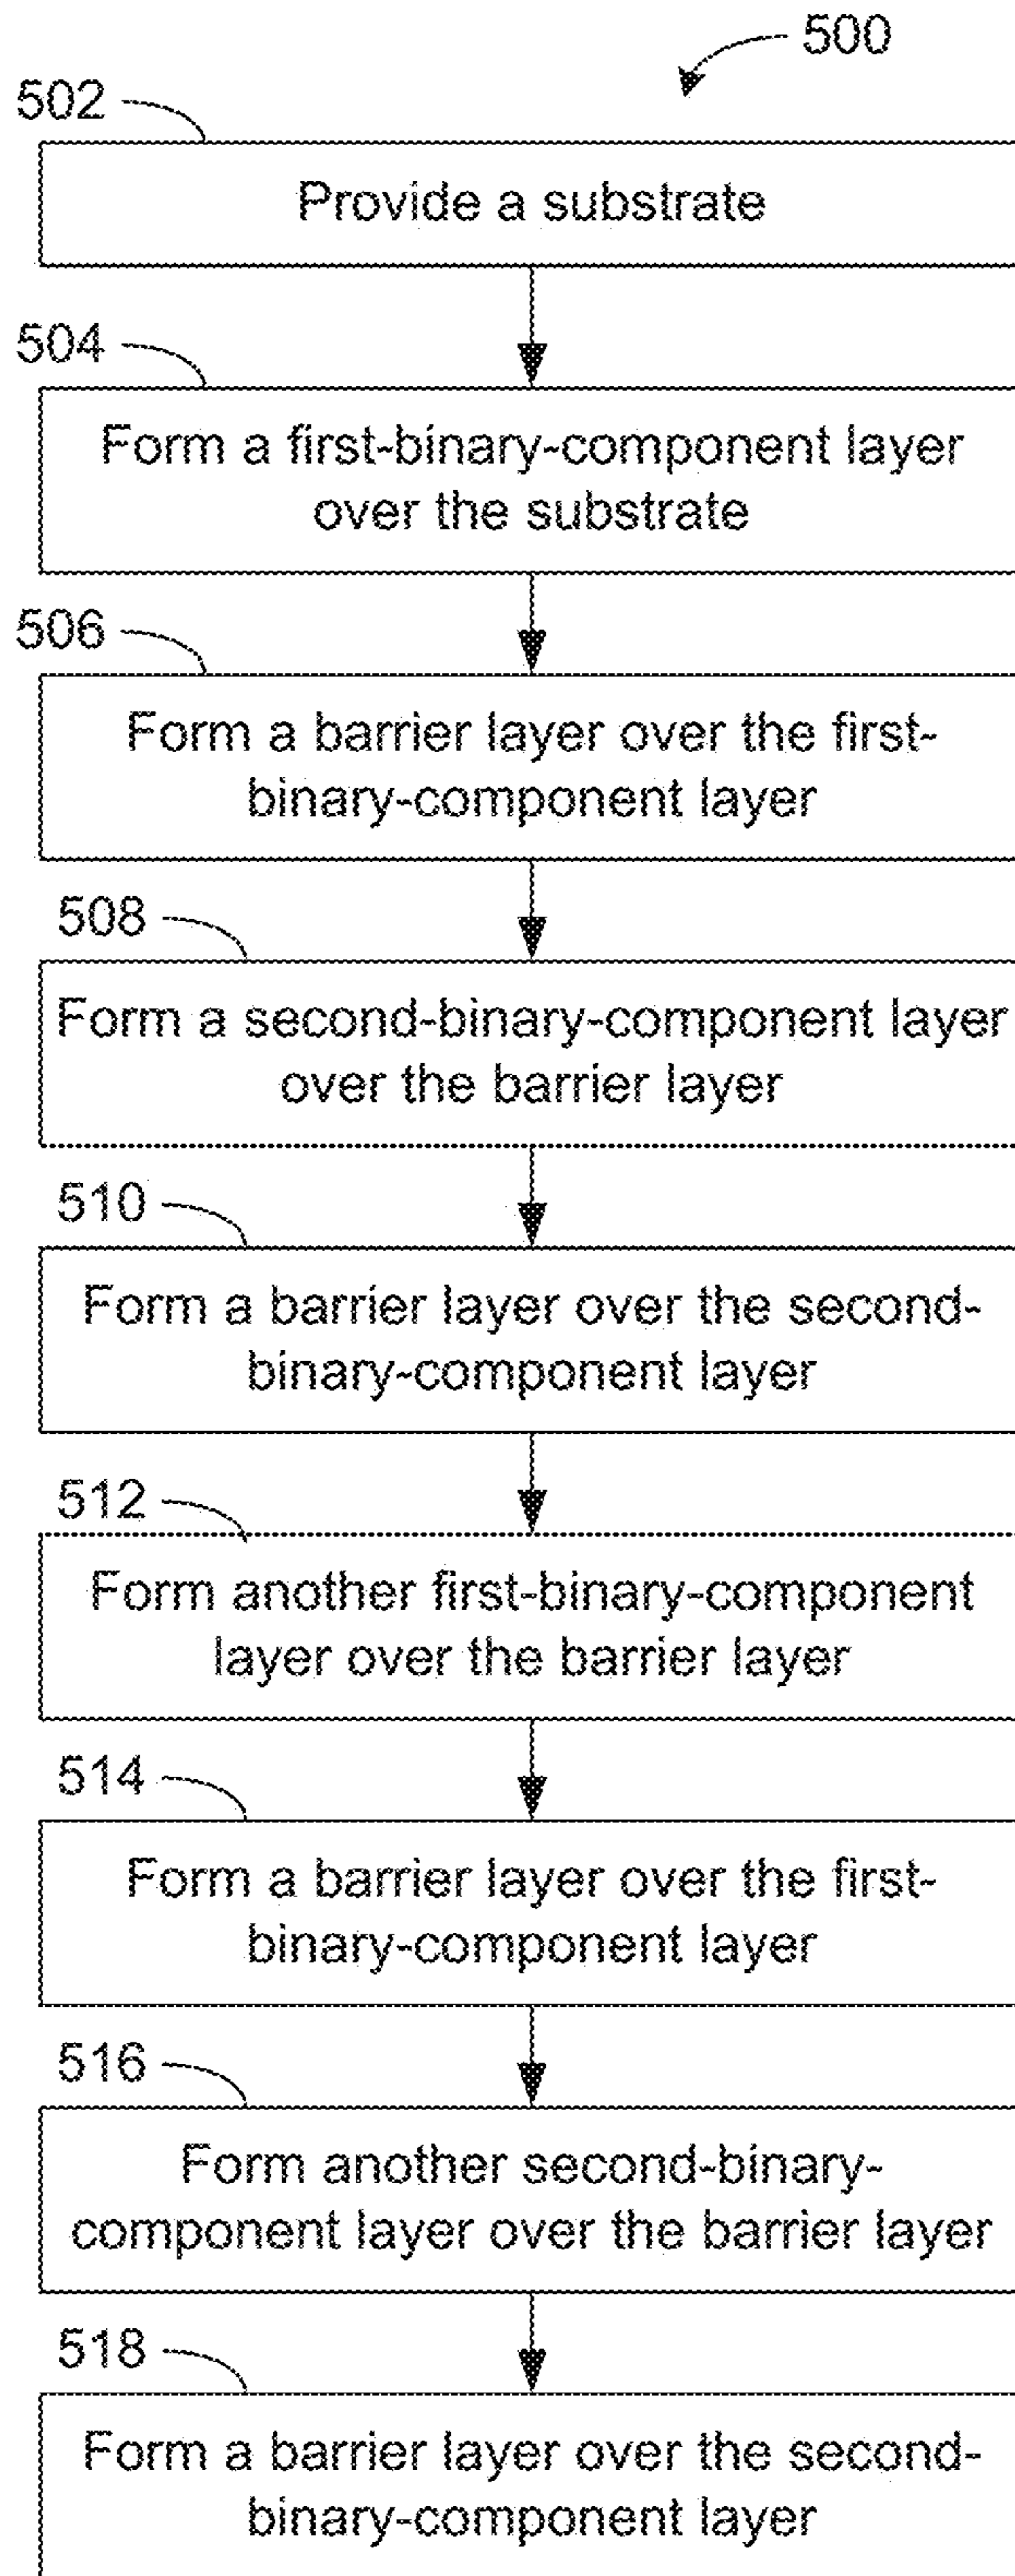 500
502
Provide a substrate
504
Form a first-binary-component layer
over the substrate
506
Form a barrier layer over the first-
binary-component layer
508
Form a second-binary-component layer
over the barrier layer
510
Form a barrier layer over the second-
binary-component layer
512
Form another first-binary-component
layer over the barrier layer
514
Form a barrier layer over the first-
binary-component layer
516
Form another second-binary-
component layer over the barrier layer
518
Form a barrier layer over the second-
binary-component layer